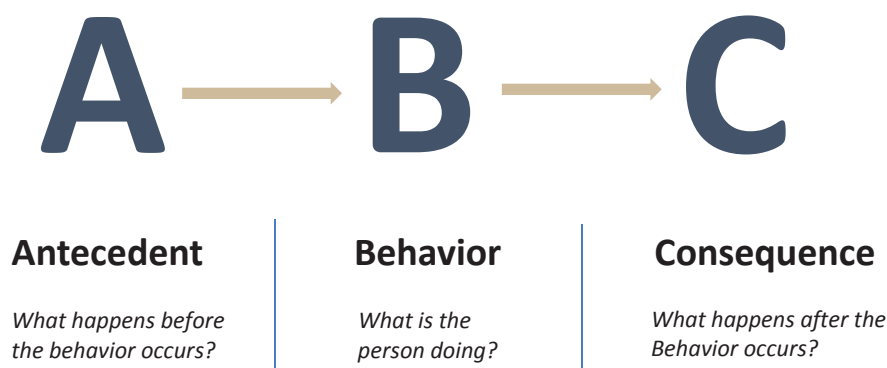 A B C
Antecedent
Behavior
Consequence
What happens before
the behavior occurs?
What is the
person doing?
What happens after the
Behavior occurs?